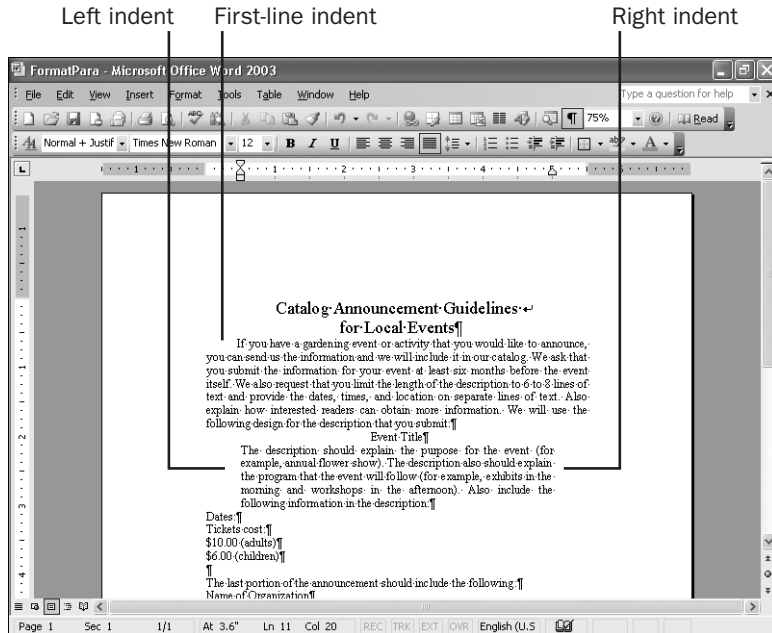 Left indent First-line indent Right indent
FormatPara - Microsoft Office Word 2003
File Edit View Insert Format Tools Table Window Help Type a question for help
75% Read
Normal + Justif Times New Roman 12 B I U
1 1 2 3 4 5 6
Catalog·Announcement·Guidelines·↵
for·Local·Events¶
If you have a gardening event or activity that you would like to announce,
you can send us the information and we will include it in our catalog. We ask that
you submit the information for your event at least six months before the event
itself. We also request that you limit the length of the description to 6 to 8 lines of
text and provide the dates, times, and location on separate lines of text. Also
explain how interested readers can obtain more information. We will use the
following design for the description that you submit:¶
Event Title¶
The description should explain the purpose for the event (for
example, annual flower show). The description also should explain
the program that the event will follow (for example, exhibits in the
morning and workshops in the afternoon). Also include the
following information in the description:¶
Dates:¶
Tickets cost:¶
$10.00 (adults)¶
$6.00 (children)¶
¶
The last portion of the announcement should include the following:¶
Name of Organization¶
Page 1 Sec 1 1/1 At 3.6" Ln 11 Col 20 REC TRK EXT OVR English (U.S